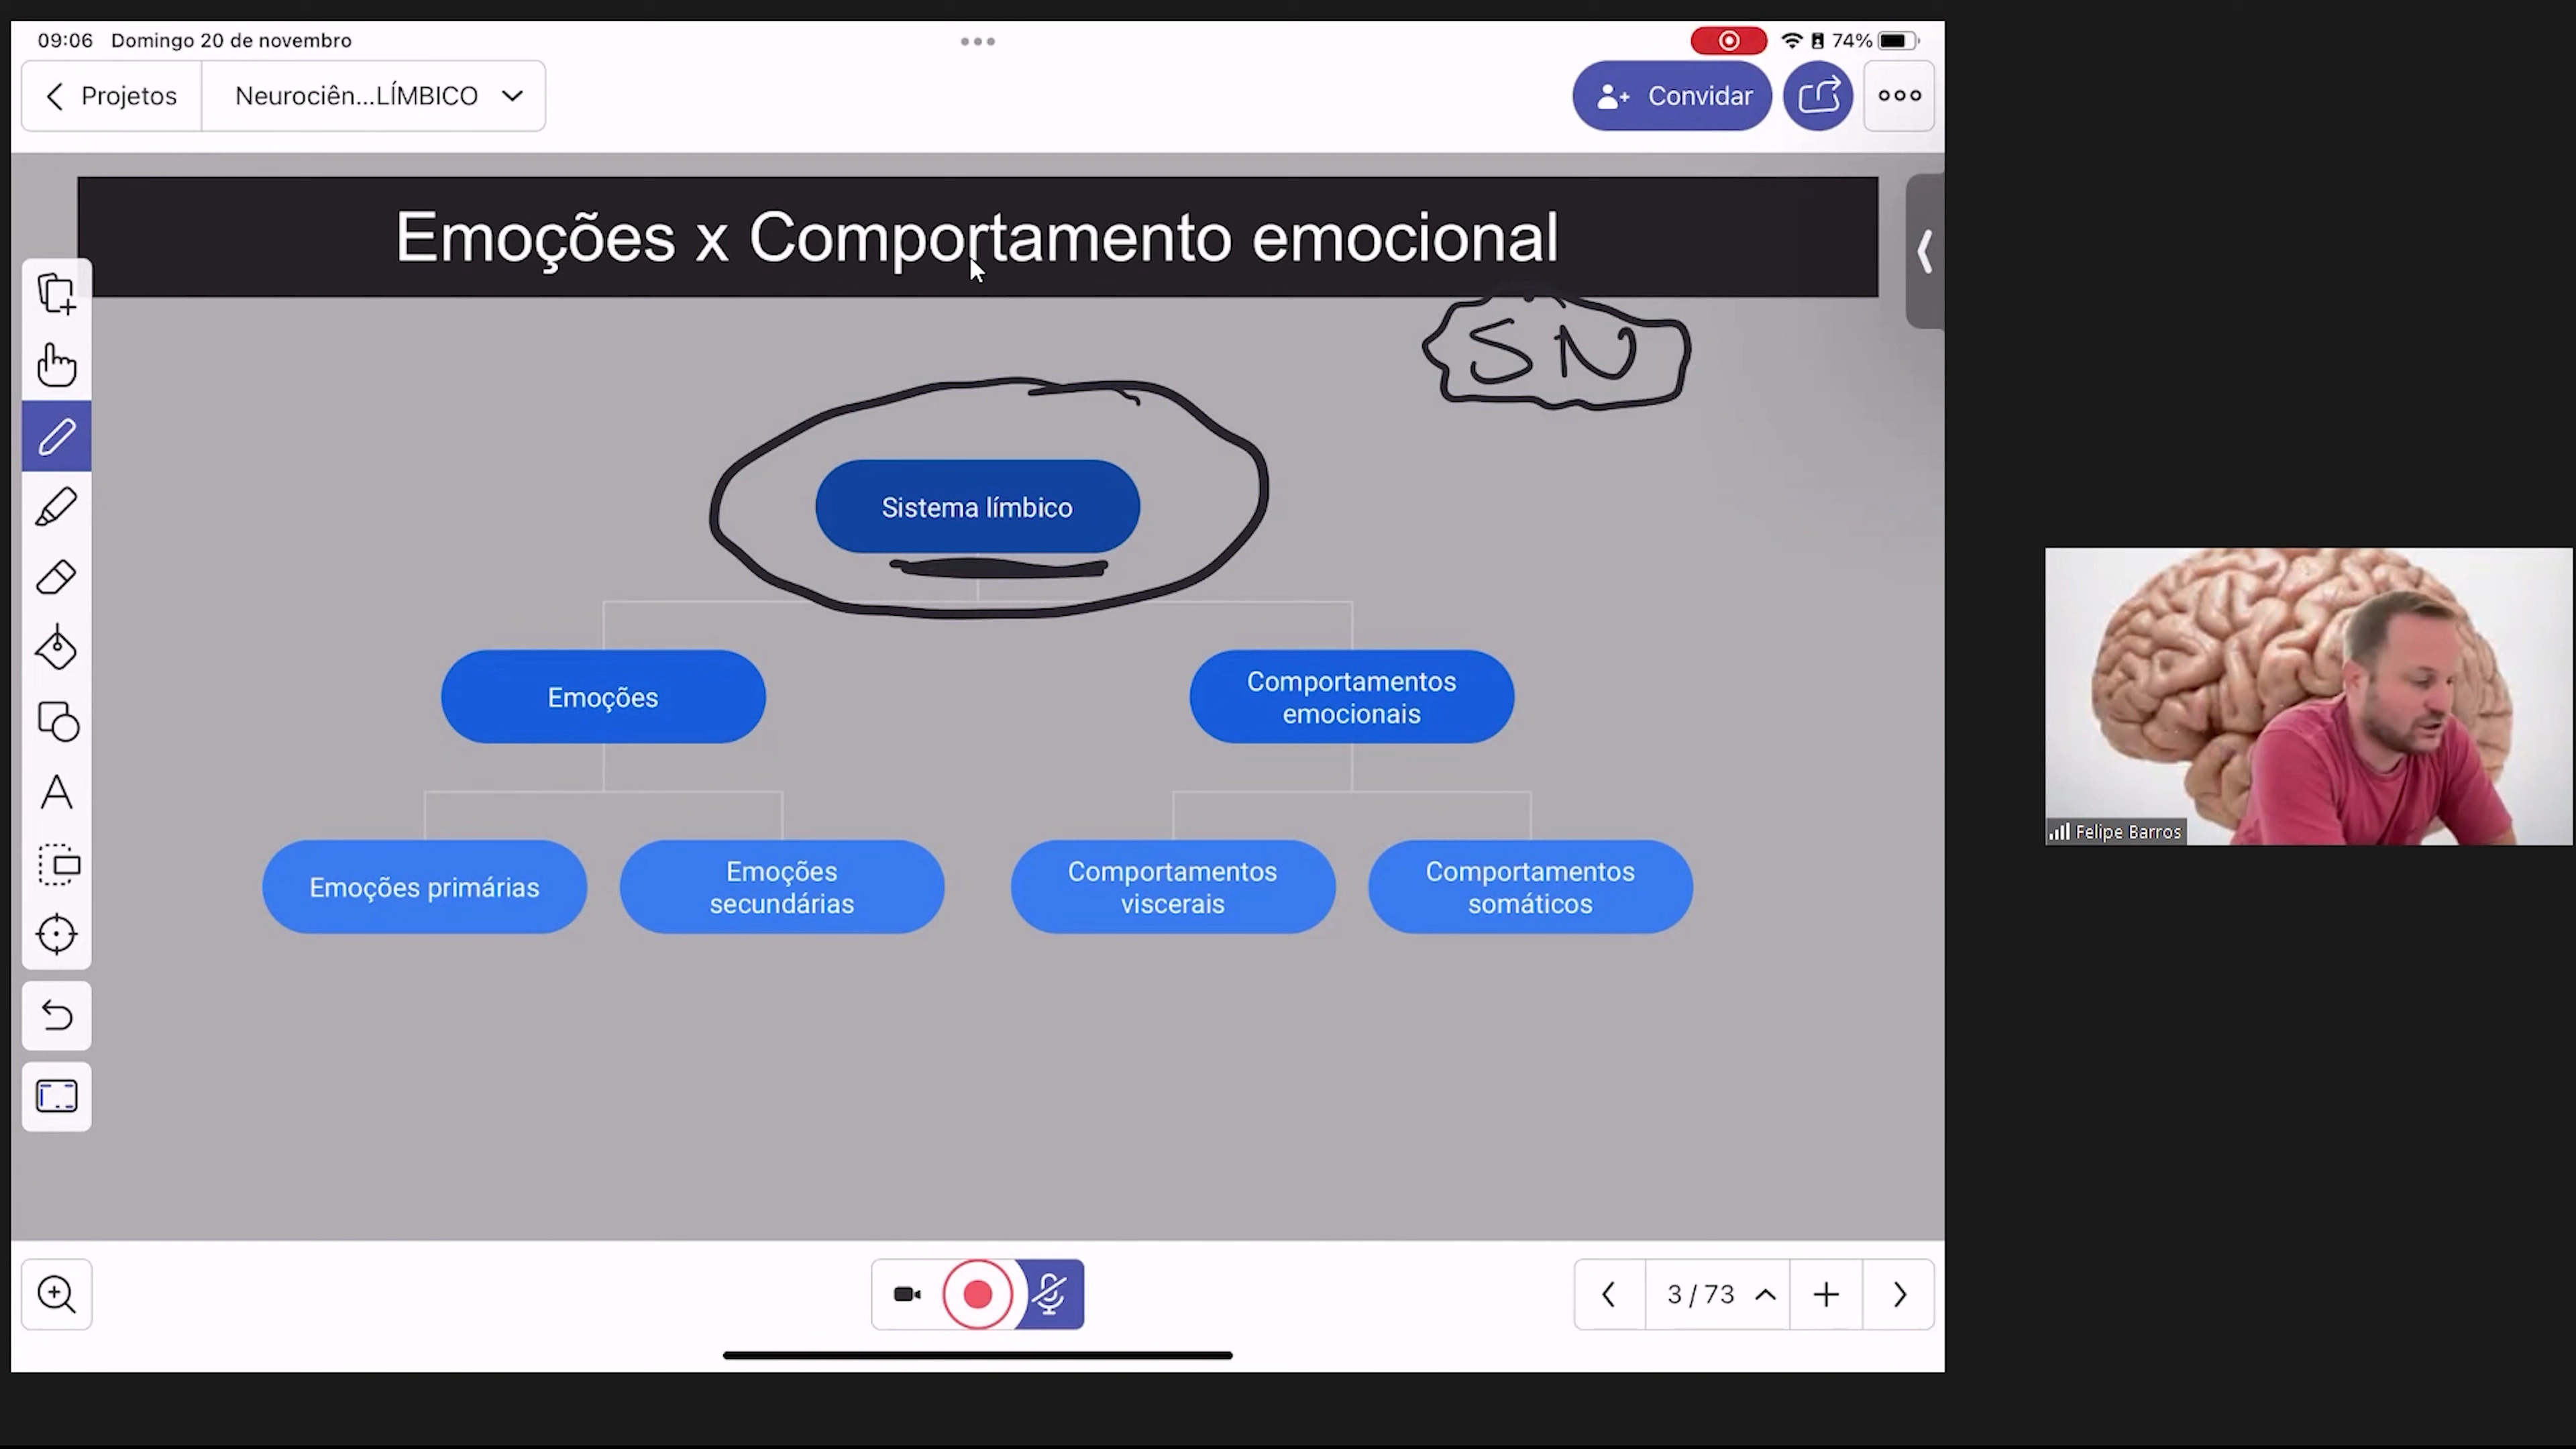 09:06 Domingo 20 de novembro
74%
Projetos
Neurociên...LÍMBICO
Convidar
Emoções x Comportamento emocional
SN
Sistema límbico
Emoções
Comportamentos
emocionais
Emoções primárias
Emoções
secundárias
Comportamentos
viscerais
Comportamentos
somáticos
A
Felipe Barros
3 / 73